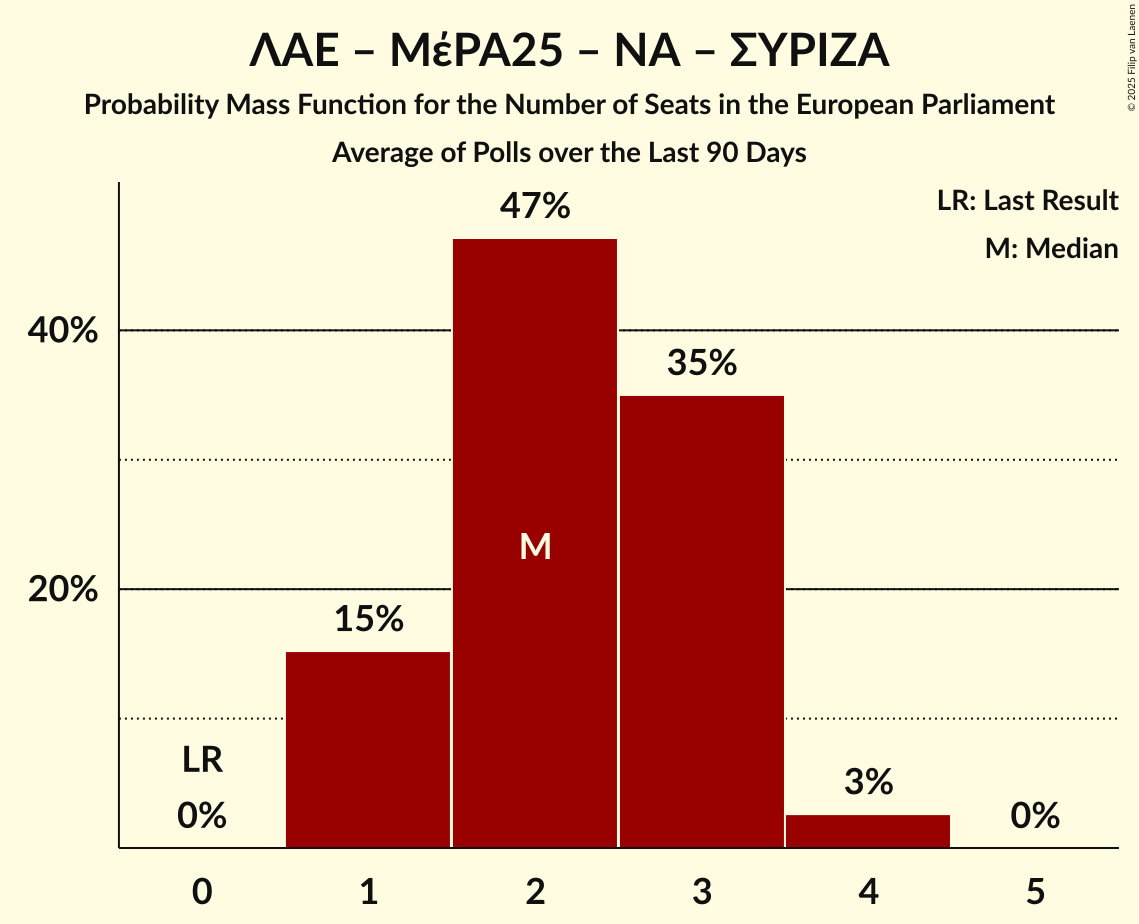 ΛΑΕ – ΜέΡΑ25 – ΝΑ – ΣΥΡΙΖΑ
Probability Mass Function for the Number of Seats in the European Parliament
Average of Polls over the Last 90 Days
© 2025 Filip van Laenen
LR: Last Result
M: Median
47%
40%
35%
M
20%
15%
LR
0%
3%
0%
0 1 2 3 4 5